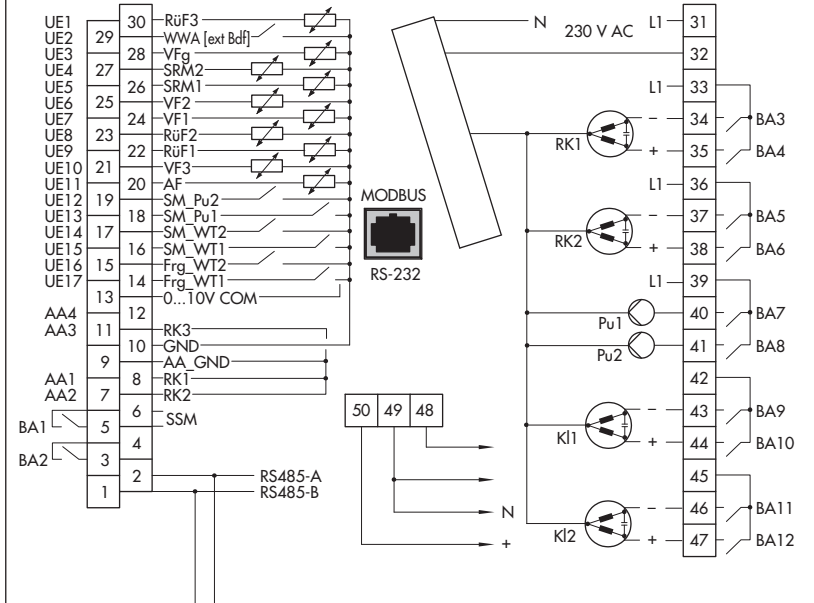 UE1 30 RüF3
UE2 29 WWA [ext Bdf]
UE3 28 VFg
UE4 27 SRM2
UE5 26 SRM1
UE6 25 VF2
UE7 24 VF1
UE8 23 RüF2
UE9 22 RüF1
UE10 21 VF3
UE11 20 AF
UE12 19 SM_Pu2
UE13 18 SM_Pu1
UE14 17 SM_WT2
UE15 16 SM_WT1
UE16 15 Frg_WT2
UE17 14 Frg_WT1
13 0...10V COM
AA4 12
AA3 11 RK3
10 GND
9 AA_GND
AA1 8 RK1
AA2 7 RK2
6 SSM
BA1 5
4
BA2 3
2 RS485-A
1 RS485-B
MODBUS
RS-232
50 49 48
N
+
N 230 V AC L1 31
32
L1 33
RK1 − 34 BA3
+ 35 BA4
L1 36
RK2 − 37 BA5
+ 38 BA6
L1 39
Pu1 40 BA7
Pu2 41 BA8
42
Kl1 − 43 BA9
+ 44 BA10
45
Kl2 − 46 BA11
+ 47 BA12